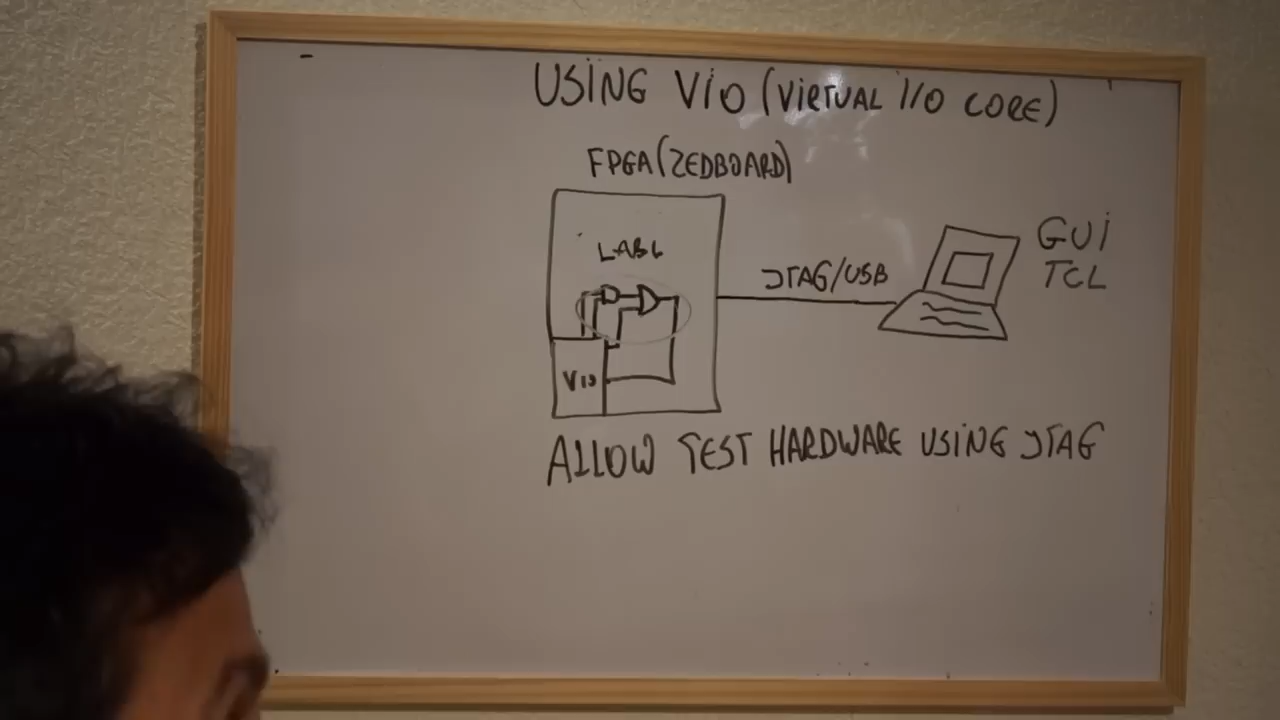 USING VIO (VIRTUAL I/O CORE)
FPGA(ZEDBOARD)
LAB6
JTAG/USB
GUI
TCL
VIO
ALLOW TEST HARDWARE USING JTAG